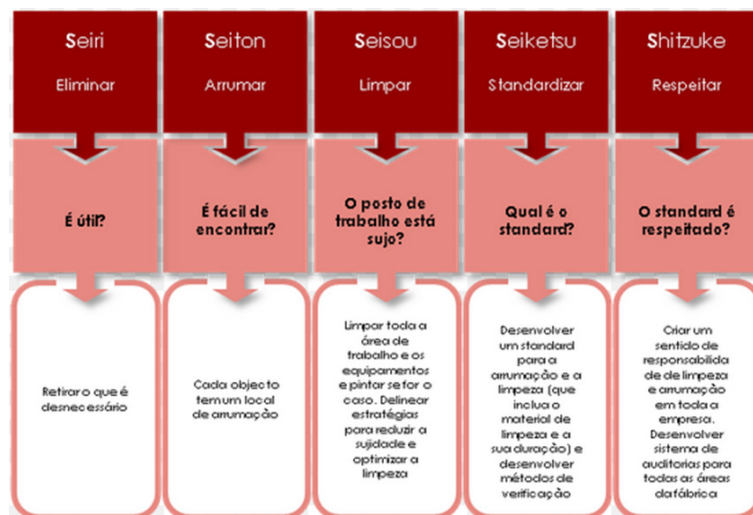 Seiri
Eliminar
Seiton
Arrumar
Seisou
Limpar
Seiketsu
Standardizar
Shitzuke
Respeitar
É útil?
É fácil de
encontrar?
O posto de
trabalho está
sujo?
Qual é o
standard?
O standard é
respeitado?
Retirar o que é
desnecessário
Cada objecto
tem um local
de arrumação
Limpar toda a
área de
trabalho e os
equipamentos
e pintar se for o
caso. Delinear
estratégias
para reduzir a
sujidade e
optimizar a
limpeza
Desenvolver
um standard
para a
arrumação e a
limpeza (que
inclua o
material de
limpeza e a
sua duração) e
desenvolver
métodos de
verificação
Criar um
sentido de
responsabilida
de de limpeza
e arrumação
em toda a
empresa.
Desenvolver
sistema de
auditorias para
todas as áreas
da fábrica